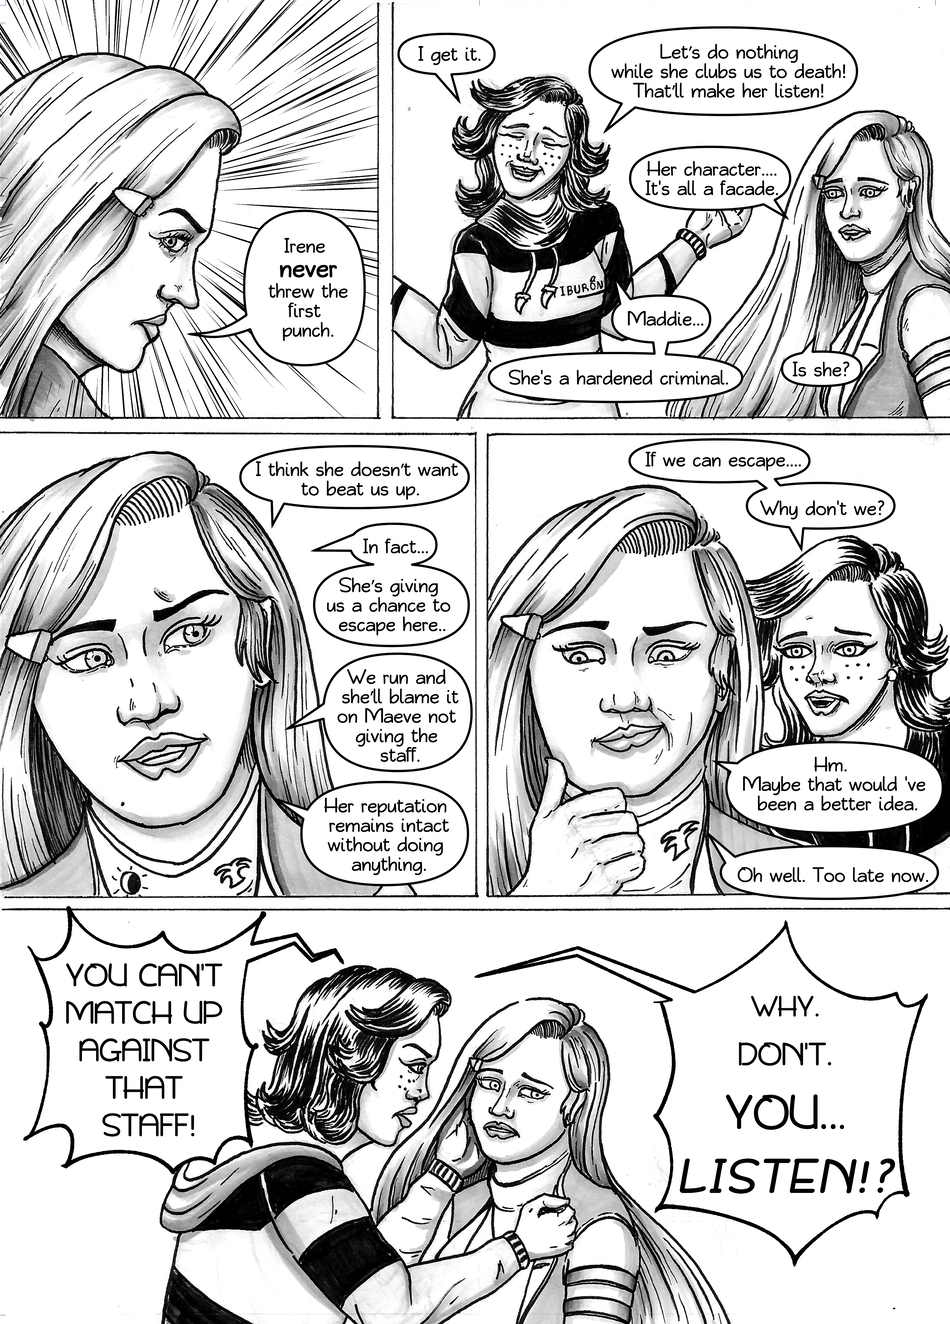 Irene
never
threw the
first
punch.
I get it.
Let's do nothing
while she clubs us to death!
That'll make her listen!
Her character....
It's all a facade.
TIBURÓN
Maddie...
She's a hardened criminal.
Is she?
I think she doesn't want
to beat us up.
In fact...
She's giving
us a chance to
escape here..
We run and
she'll blame it
on Maeve not
giving the
staff.
Her reputation
remains intact
without doing
anything.
If we can escape....
Why don't we?
Hm.
Maybe that would 've
been a better idea.
Oh well. Too late now.
YOU CAN'T
MATCH UP
AGAINST
THAT
STAFF!
WHY.
DON'T.
YOU...
LISTEN!?